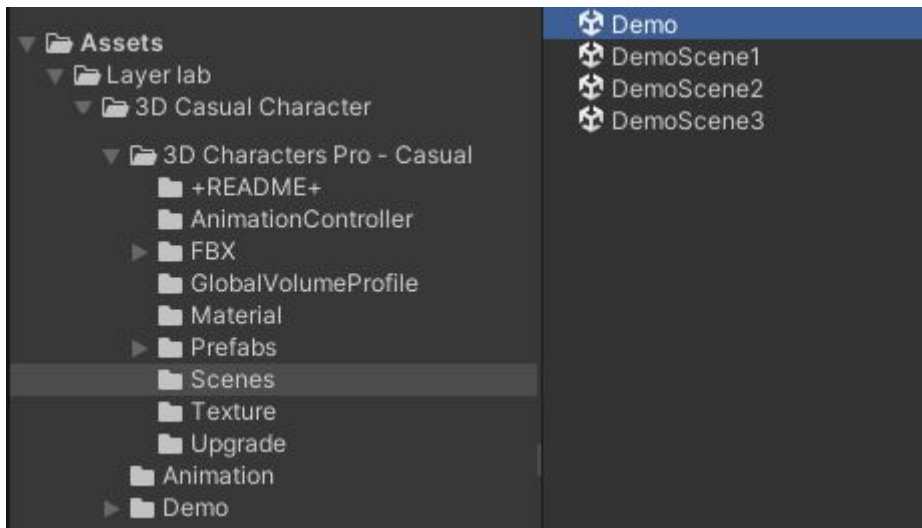 Assets
Layer lab
3D Casual Character
3D Characters Pro - Casual
+README+
AnimationController
FBX
GlobalVolumeProfile
Material
Prefabs
Scenes
Texture
Upgrade
Animation
Demo
Demo
DemoScene1
DemoScene2
DemoScene3